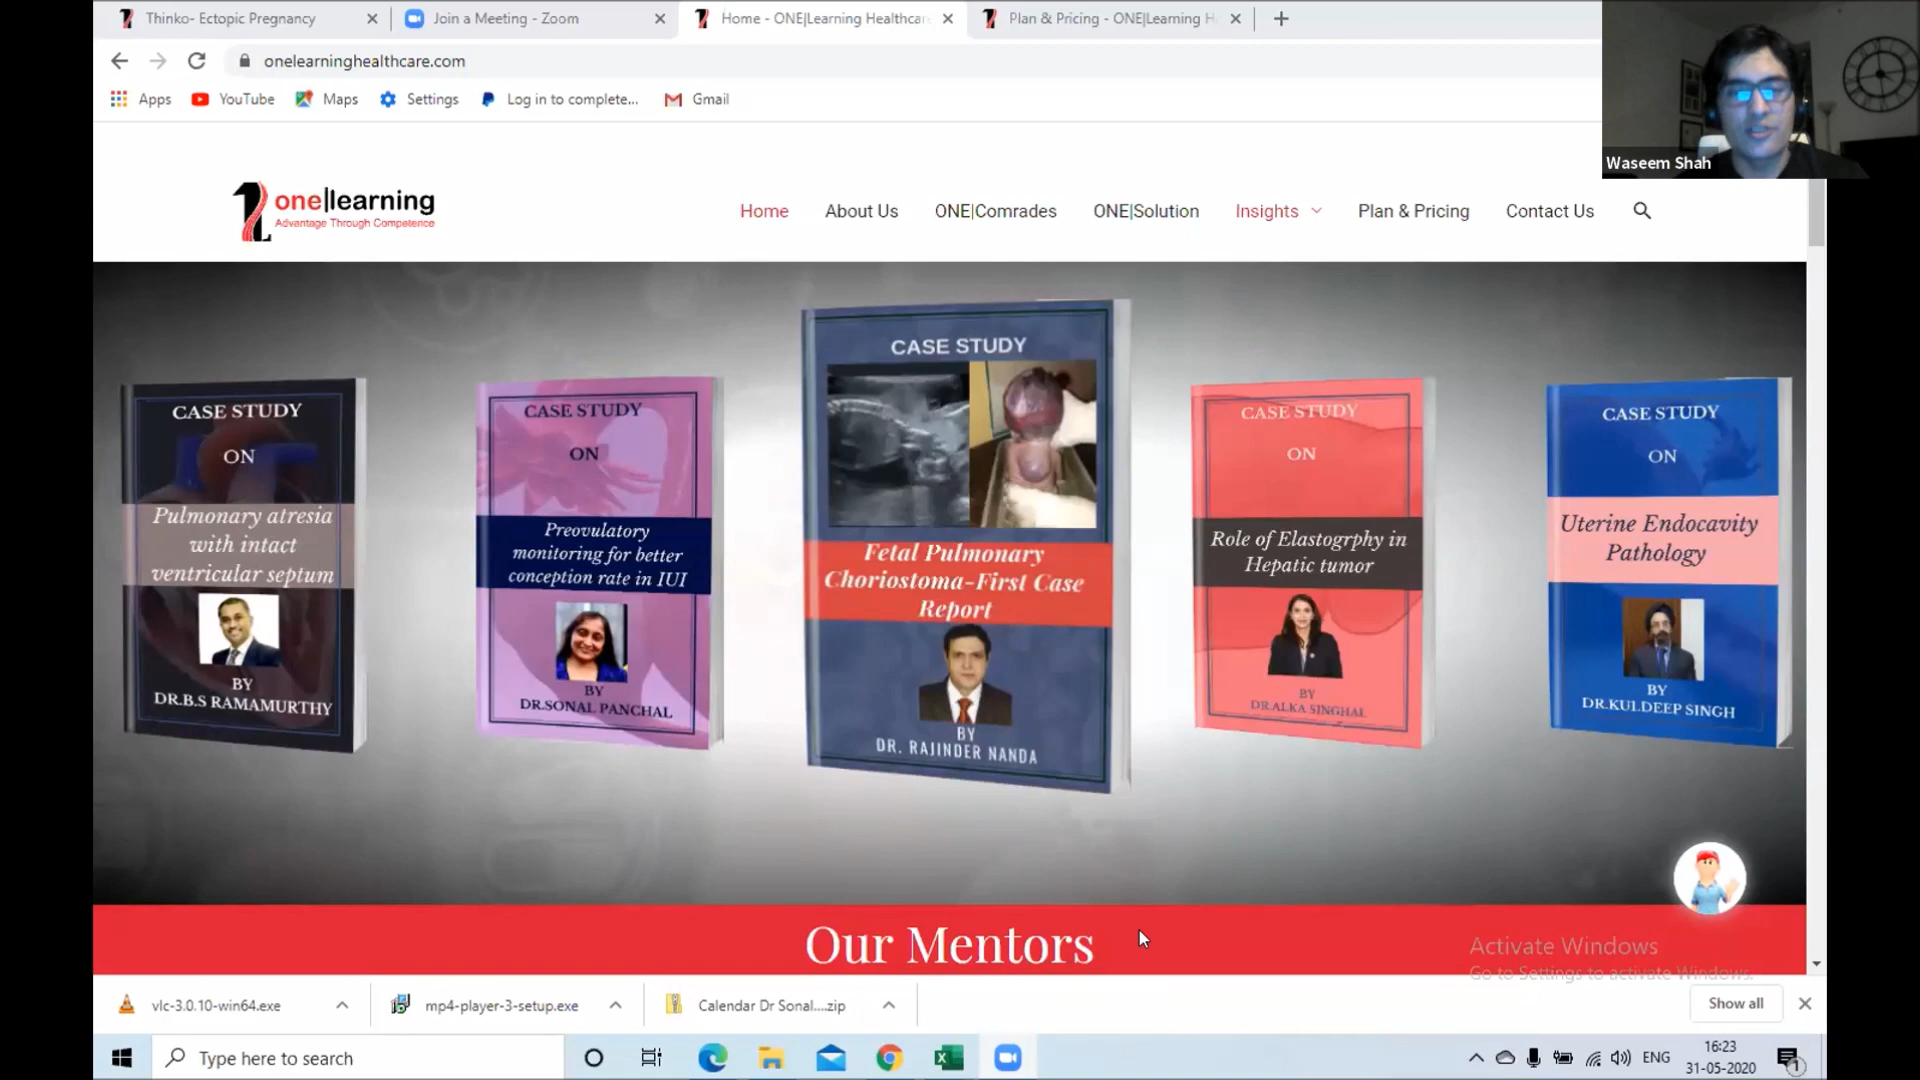 Thinko- Ectopic Pregnancy
Join a Meeting - Zoom
Home - ONE|Learning Healthcar
Plan & Pricing - ONE|Learning H
onelearninghealthcare.com
Apps
YouTube
Maps
Settings
Log in to complete...
Gmail
Waseem Shah
one|learning
Advantage Through Competence
Home
About Us
ONE|Comrades
ONE|Solution
Insights
Plan & Pricing
Contact Us
CASE STUDY
ON
Pulmonary atresia
with intact
ventricular septum
BY
DR.B.S RAMAMURTHY
CASE STUDY
ON
Preovulatory
monitoring for better
conception rate in IUI
BY
DR.SONAL PANCHAL
CASE STUDY
Fetal Pulmonary
Choriostoma-First Case
Report
BY
DR. RAJINDER NANDA
CASE STUDY
ON
Role of Elastogrphy in
Hepatic tumor
BY
DR.ALKA SINGHAL
CASE STUDY
ON
Uterine Endocavity
Pathology
BY
DR.KULDEEP SINGH
Our Mentors
Activate Windows
Go to Settings to activate Windows.
vlc-3.0.10-win64.exe
mp4-player-3-setup.exe
Calendar Dr Sonal....zip
Show all
Type here to search
ENG
16:23
31-05-2020
1